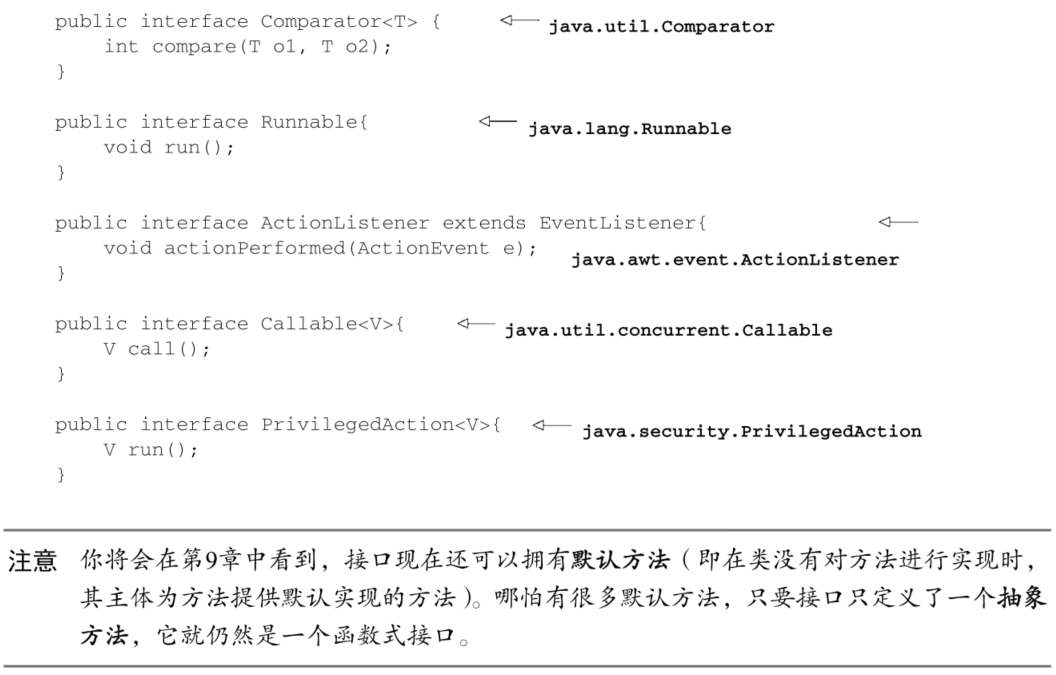 public interface Comparator<T> {    java.util.Comparator
    int compare(T o1, T o2);
}
public interface Runnable{    java.lang.Runnable
    void run();
}
public interface ActionListener extends EventListener{
    void actionPerformed(ActionEvent e);    java.awt.event.ActionListener
}
public interface Callable<V>{    java.util.concurrent.Callable
    V call();
}
public interface PrivilegedAction<V>{    java.security.PrivilegedAction
    V run();
}
注意 你将会在第9章中看到，接口现在还可以拥有默认方法（即在类没有对方法进行实现时，
其主体为方法提供默认实现的方法）。哪怕有很多默认方法，只要接口只定义了一个抽象
方法，它就仍然是一个函数式接口。